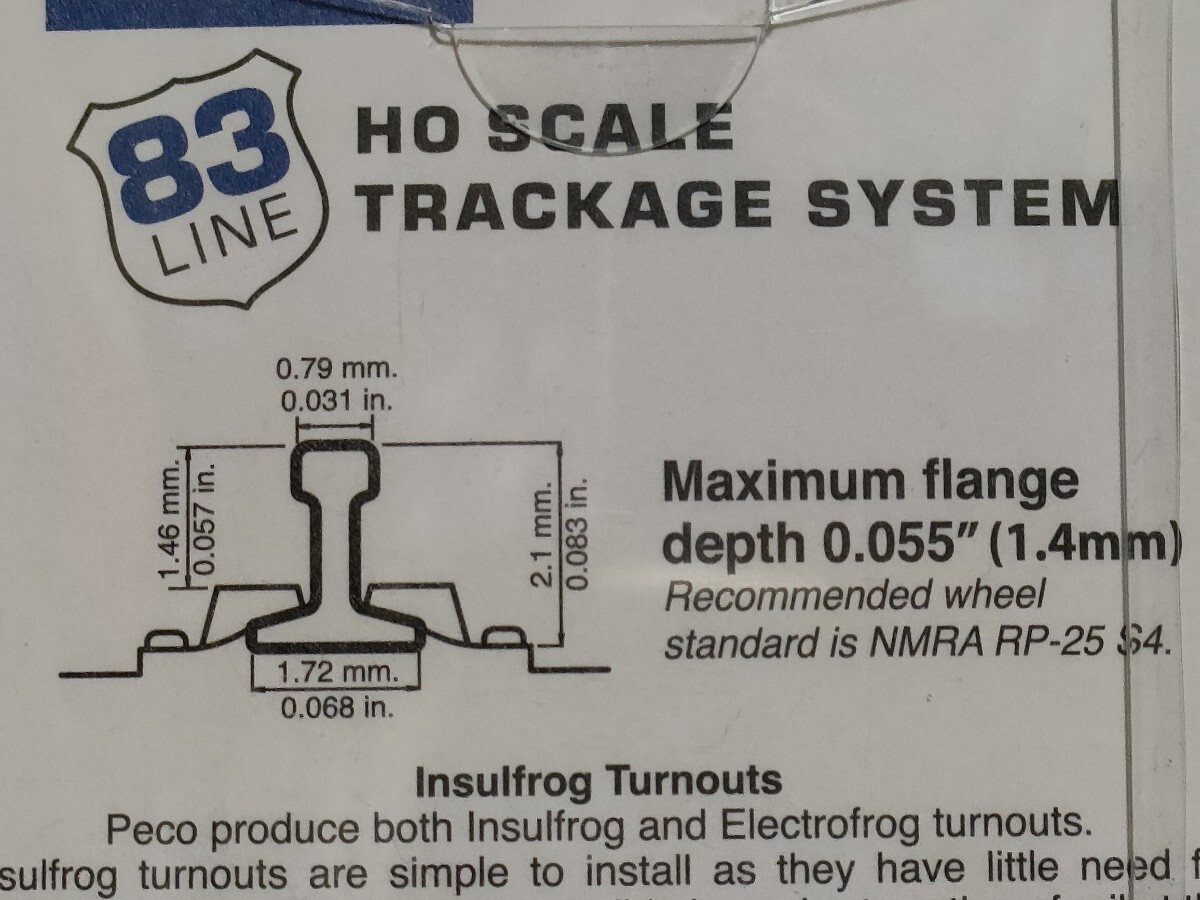 83
LINE
HO SCALE
TRACKAGE SYSTEM
0.79 mm.
0.031 in.
1.46 mm.
0.057 in.
2.1 mm.
0.083 in.
1.72 mm.
0.068 in.
Maximum flange
depth 0.055″ (1.4mm)
Recommended wheel
standard is NMRA RP-25 S4.
Insulfrog Turnouts
Peco produce both Insulfrog and Electrofrog turnouts.
sulfrog turnouts are simple to install as they have little need f